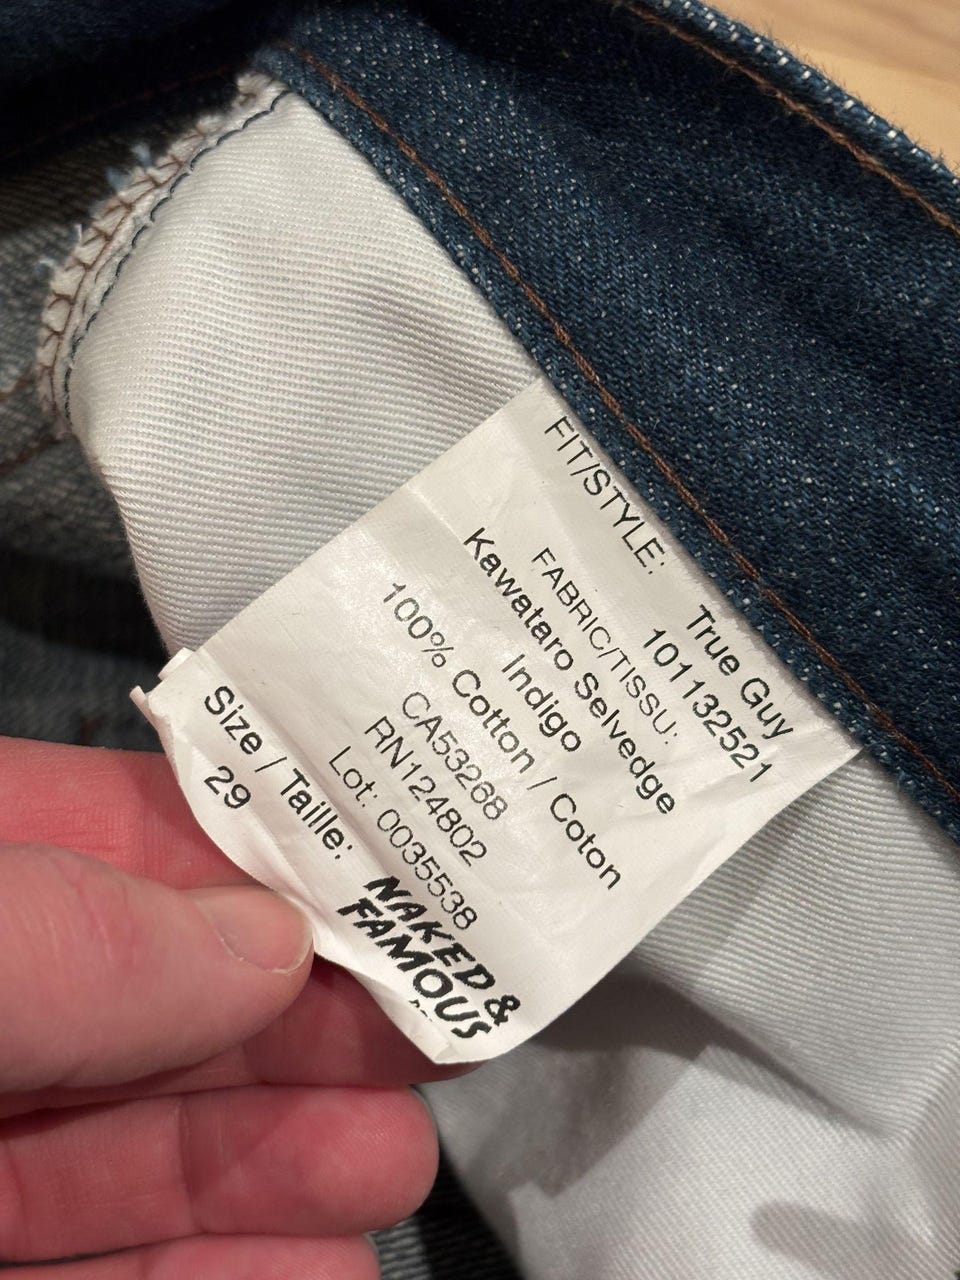 FIT/STYLE:
True Guy
101132521
FABRIC/TISSU:
Kawataro Selvedge
Indigo
100% Cotton / Coton
CA53268
RN124802
Lot: 0035538
Size / Taille:
29
NAKED &
FAMOUS